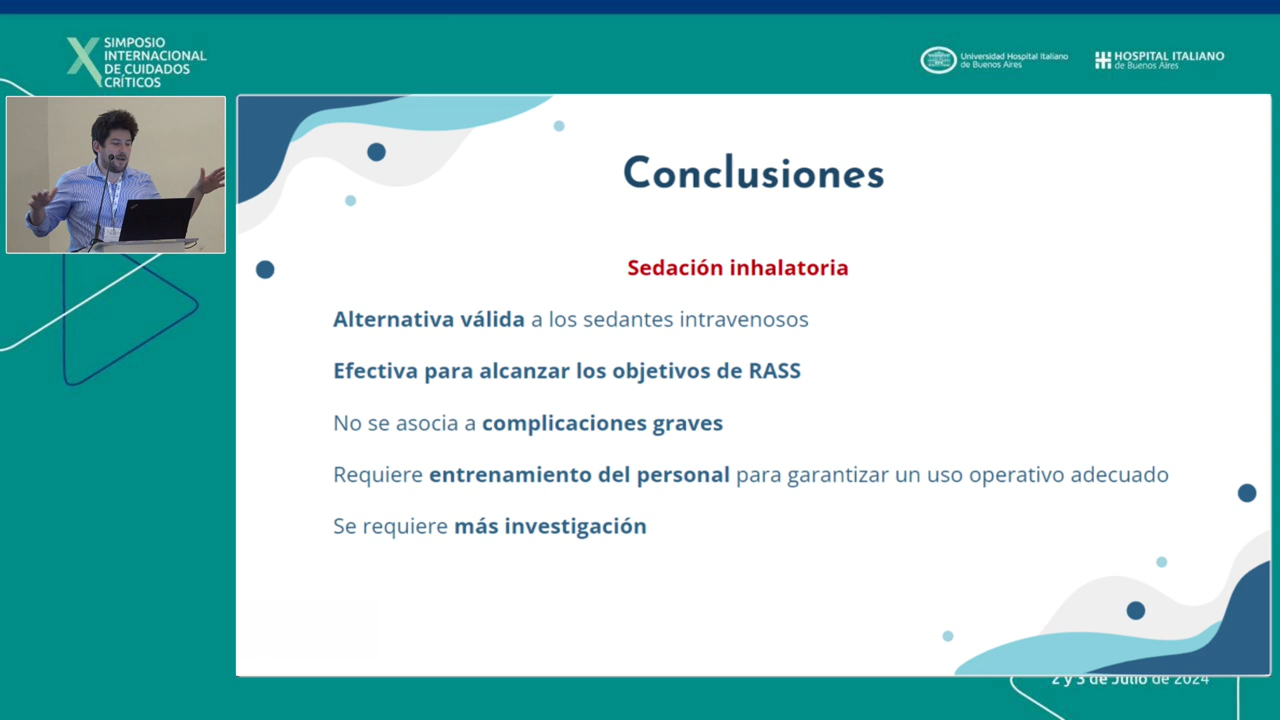 SIMPOSIO
INTERNACIONAL
DE CUIDADOS
CRÍTICOS
Universidad Hospital Italiano
de Buenos Aires
HOSPITAL ITALIANO
de Buenos Aires
Conclusiones
Sedación inhalatoria
Alternativa válida a los sedantes intravenosos
Efectiva para alcanzar los objetivos de RASS
No se asocia a complicaciones graves
Requiere entrenamiento del personal para garantizar un uso operativo adecuado
Se requiere más investigación
2 y 3 de Julio de 2024